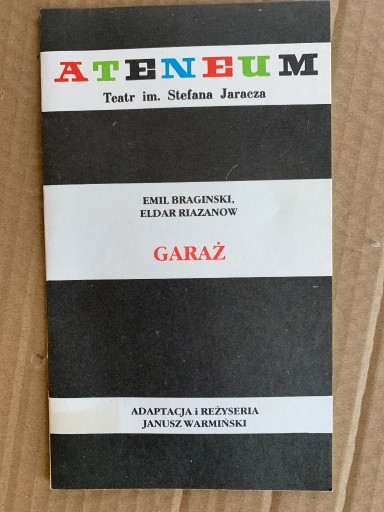 ATENEUM
Teatr im. Stefana Jaracza
EMIL BRAGINSKI,
ELDAR RIAZANOW
GARAŻ
ADAPTACJA i REŻYSERIA
JANUSZ WARMIŃSKI